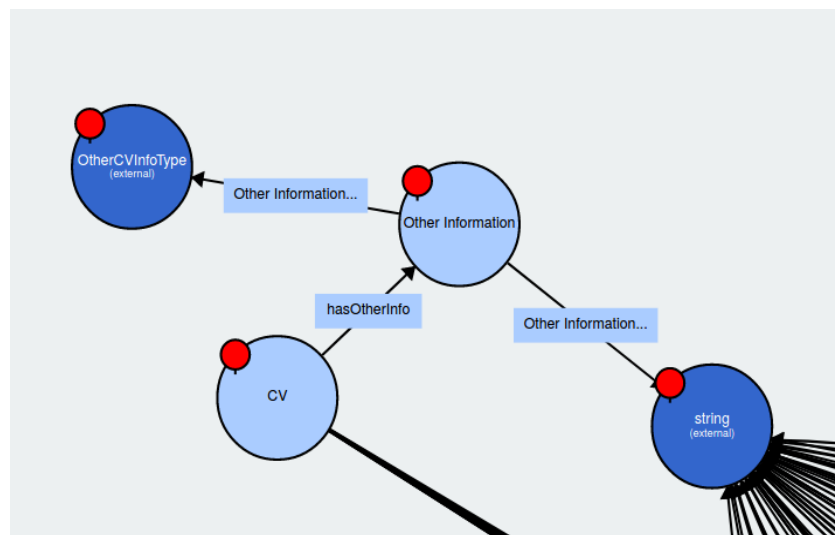 OtherCVInfoType
(external)
Other Information...
Other Information
hasOtherInfo
Other Information...
CV
string
(external)